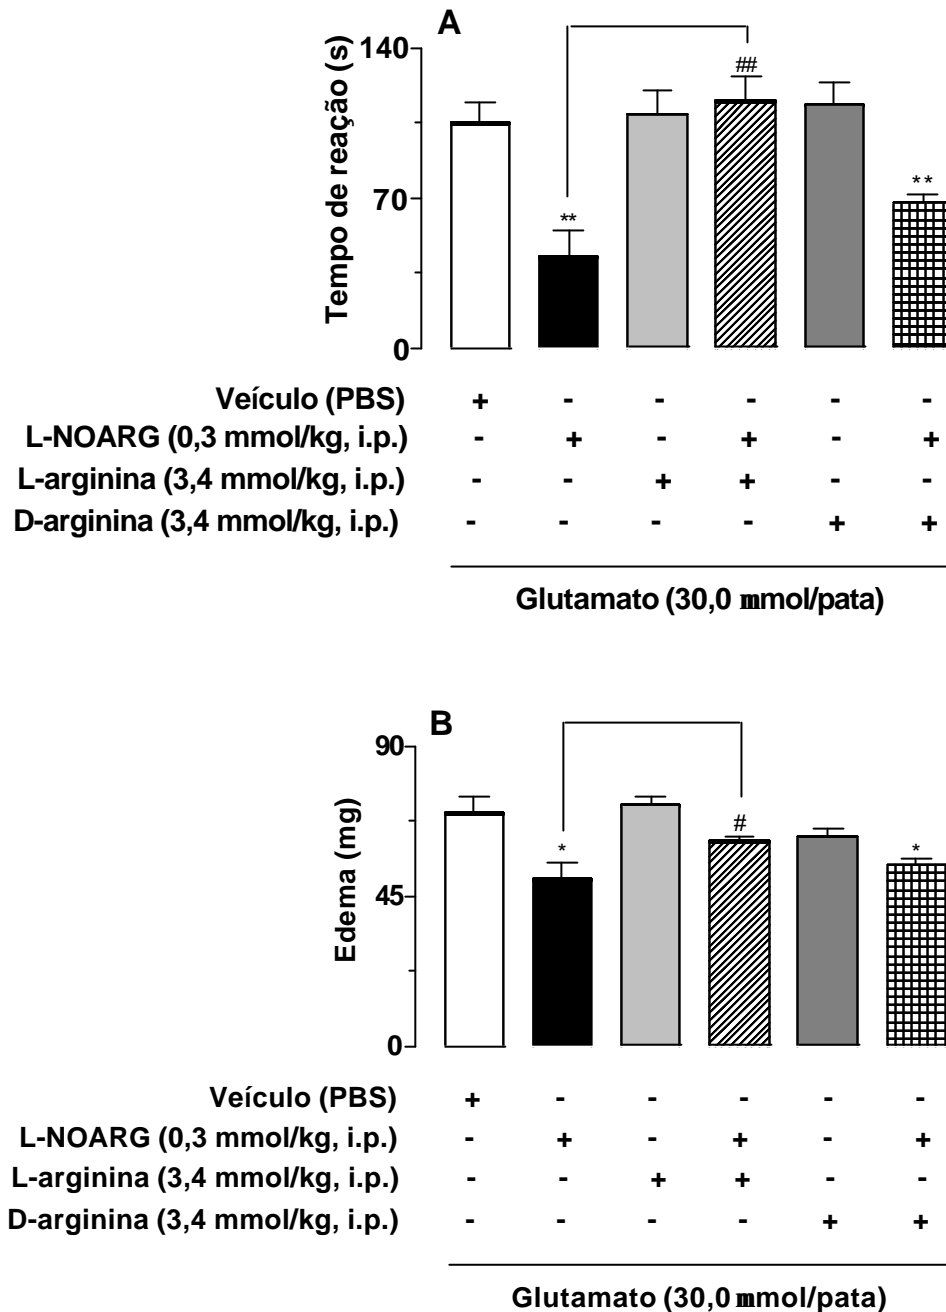 A
Tempo de reação (s)
140
70
0
##
**
**
Veículo (PBS) + - - - - -
L-NOARG (0,3 mmol/kg, i.p.) - + - + - +
L-arginina (3,4 mmol/kg, i.p.) - - + + - -
D-arginina (3,4 mmol/kg, i.p.) - - - - + +
Glutamato (30,0 mmol/pata)
B
Edema (mg)
90
45
0
*
#
*
Veículo (PBS) + - - - - -
L-NOARG (0,3 mmol/kg, i.p.) - + - + - +
L-arginina (3,4 mmol/kg, i.p.) - - + + - -
D-arginina (3,4 mmol/kg, i.p.) - - - - + +
Glutamato (30,0 mmol/pata)